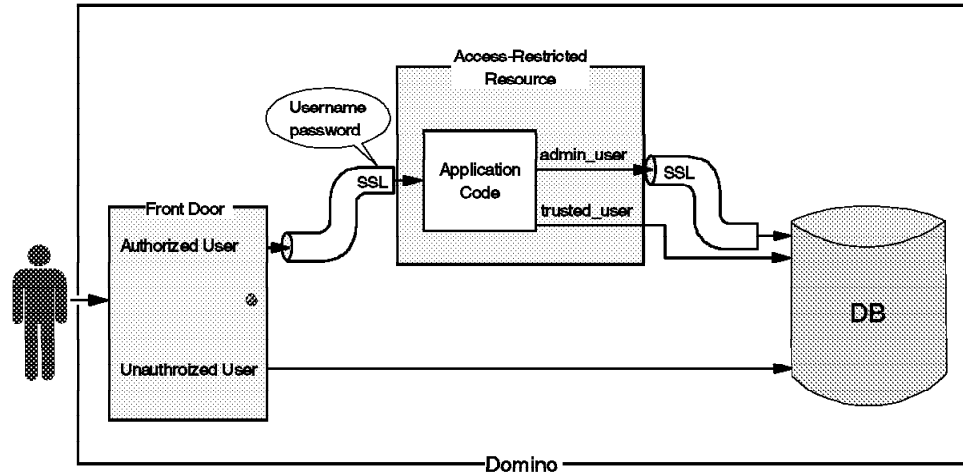 Access-Restricted
Resource
Username
password
SSL
Application
Code
admin_user
trusted_user
SSL
Front Door
Authorized User
Unauthroized User
DB
Domino